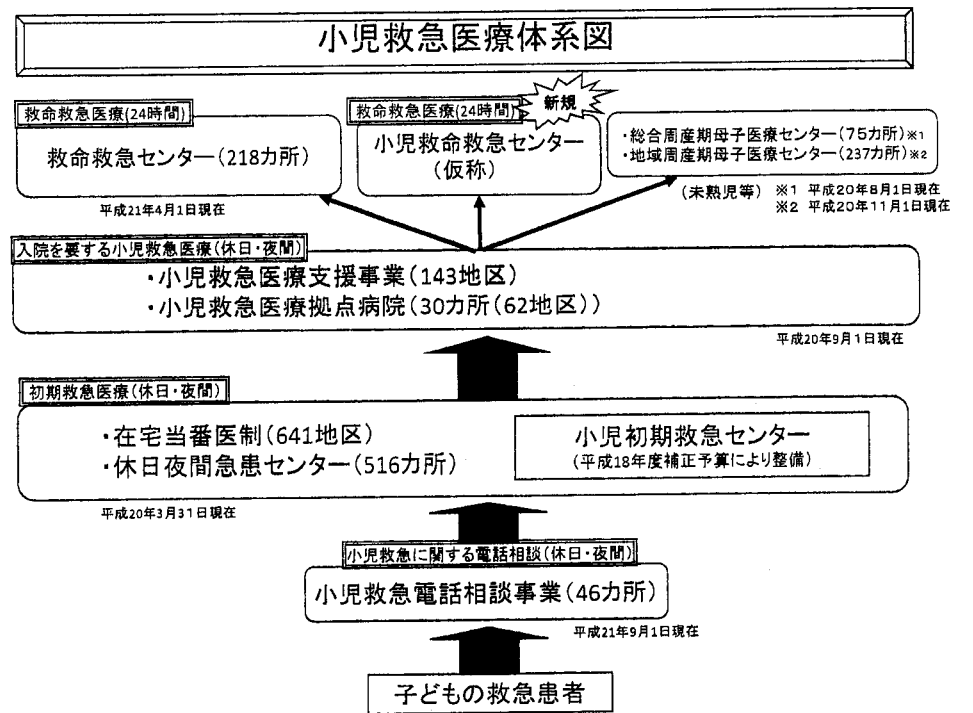 小児救急医療体系図
救命救急医療(24時間)
救命救急センター(218カ所)
平成21年4月1日現在
救命救急医療(24時間)
新規
小児救命救急センター
(仮称)
・総合周産期母子医療センター(75カ所)※1
・地域周産期母子医療センター(237カ所)※2
(未熟児等) ※1 平成20年8月1日現在
※2 平成20年11月1日現在
入院を要する小児救急医療(休日・夜間)
・小児救急医療支援事業(143地区)
・小児救急医療拠点病院(30カ所(62地区))
平成20年9月1日現在
初期救急医療(休日・夜間)
・在宅当番医制(641地区)
・休日夜間急患センター(516カ所)
小児初期救急センター
(平成18年度補正予算により整備)
平成20年3月31日現在
小児救急に関する電話相談(休日・夜間)
小児救急電話相談事業(46カ所)
平成21年9月1日現在
子どもの救急患者